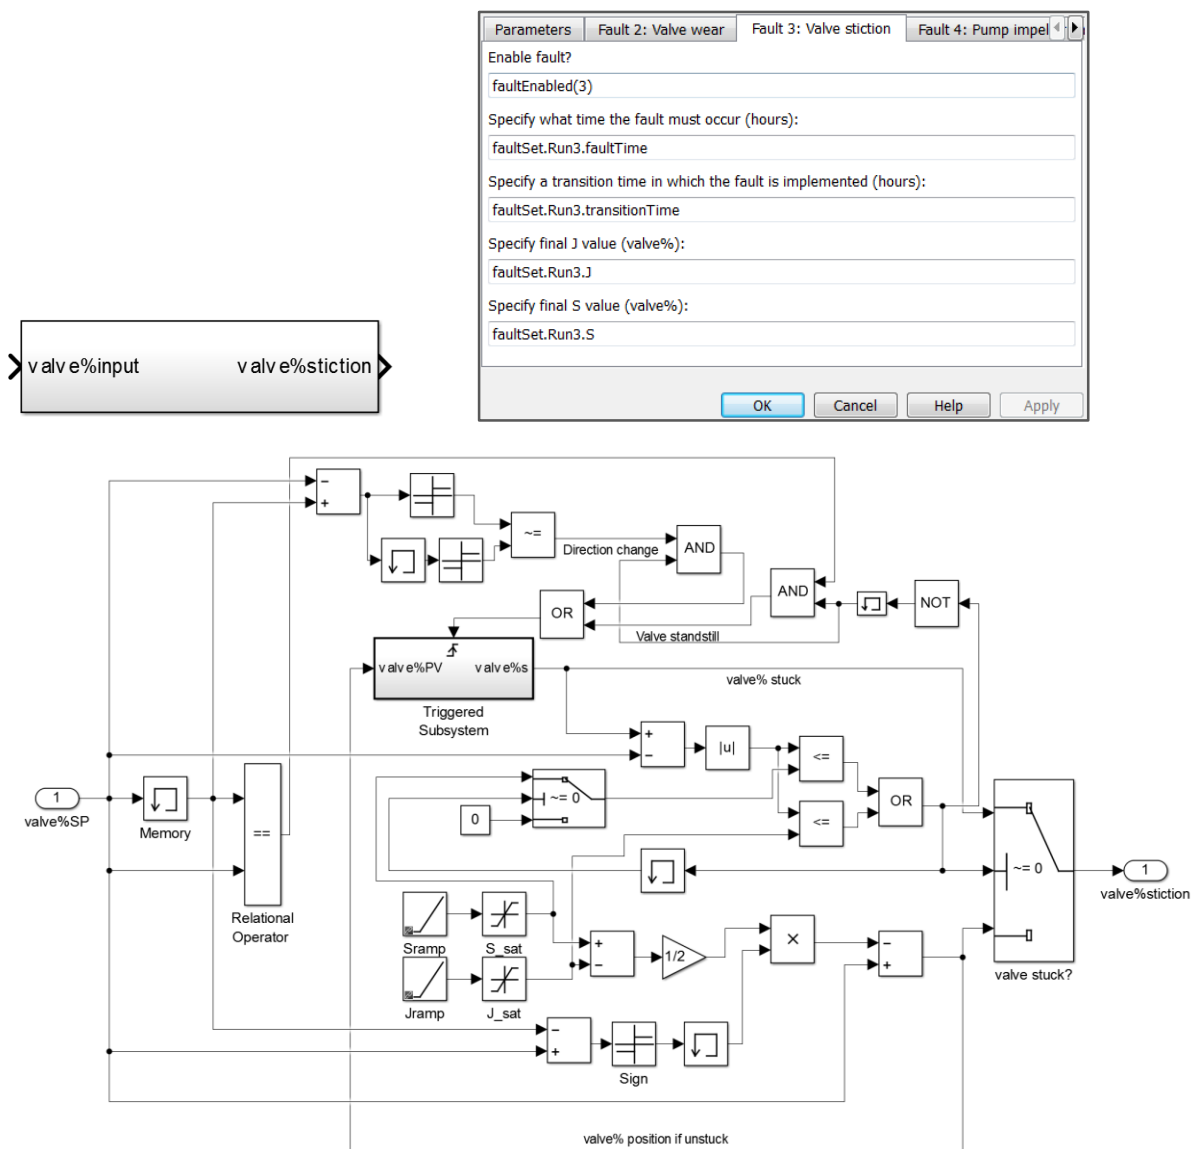 Parameters
Fault 2: Valve wear
Fault 3: Valve stiction
Fault 4: Pump impel
Enable fault?
faultEnabled(3)
Specify what time the fault must occur (hours):
faultSet.Run3.faultTime
Specify a transition time in which the fault is implemented (hours):
faultSet.Run3.transitionTime
Specify final J value (valve%):
faultSet.Run3.J
Specify final S value (valve%):
faultSet.Run3.S
OK
Cancel
Help
Apply
valve%input
valve%stiction
−
+
~=
Direction change
AND
AND
NOT
OR
Valve standstill
valve%PV
valve%s
Triggered
Subsystem
valve% stuck
+
−
|u|
<=
~= 0
0
<=
OR
1
valve%SP
Memory
==
Relational
Operator
~= 0
valve stuck?
1
valve%stiction
Sramp
S_sat
+
−
1/2
×
−
+
Jramp
J_sat
−
+
Sign
valve% position if unstuck